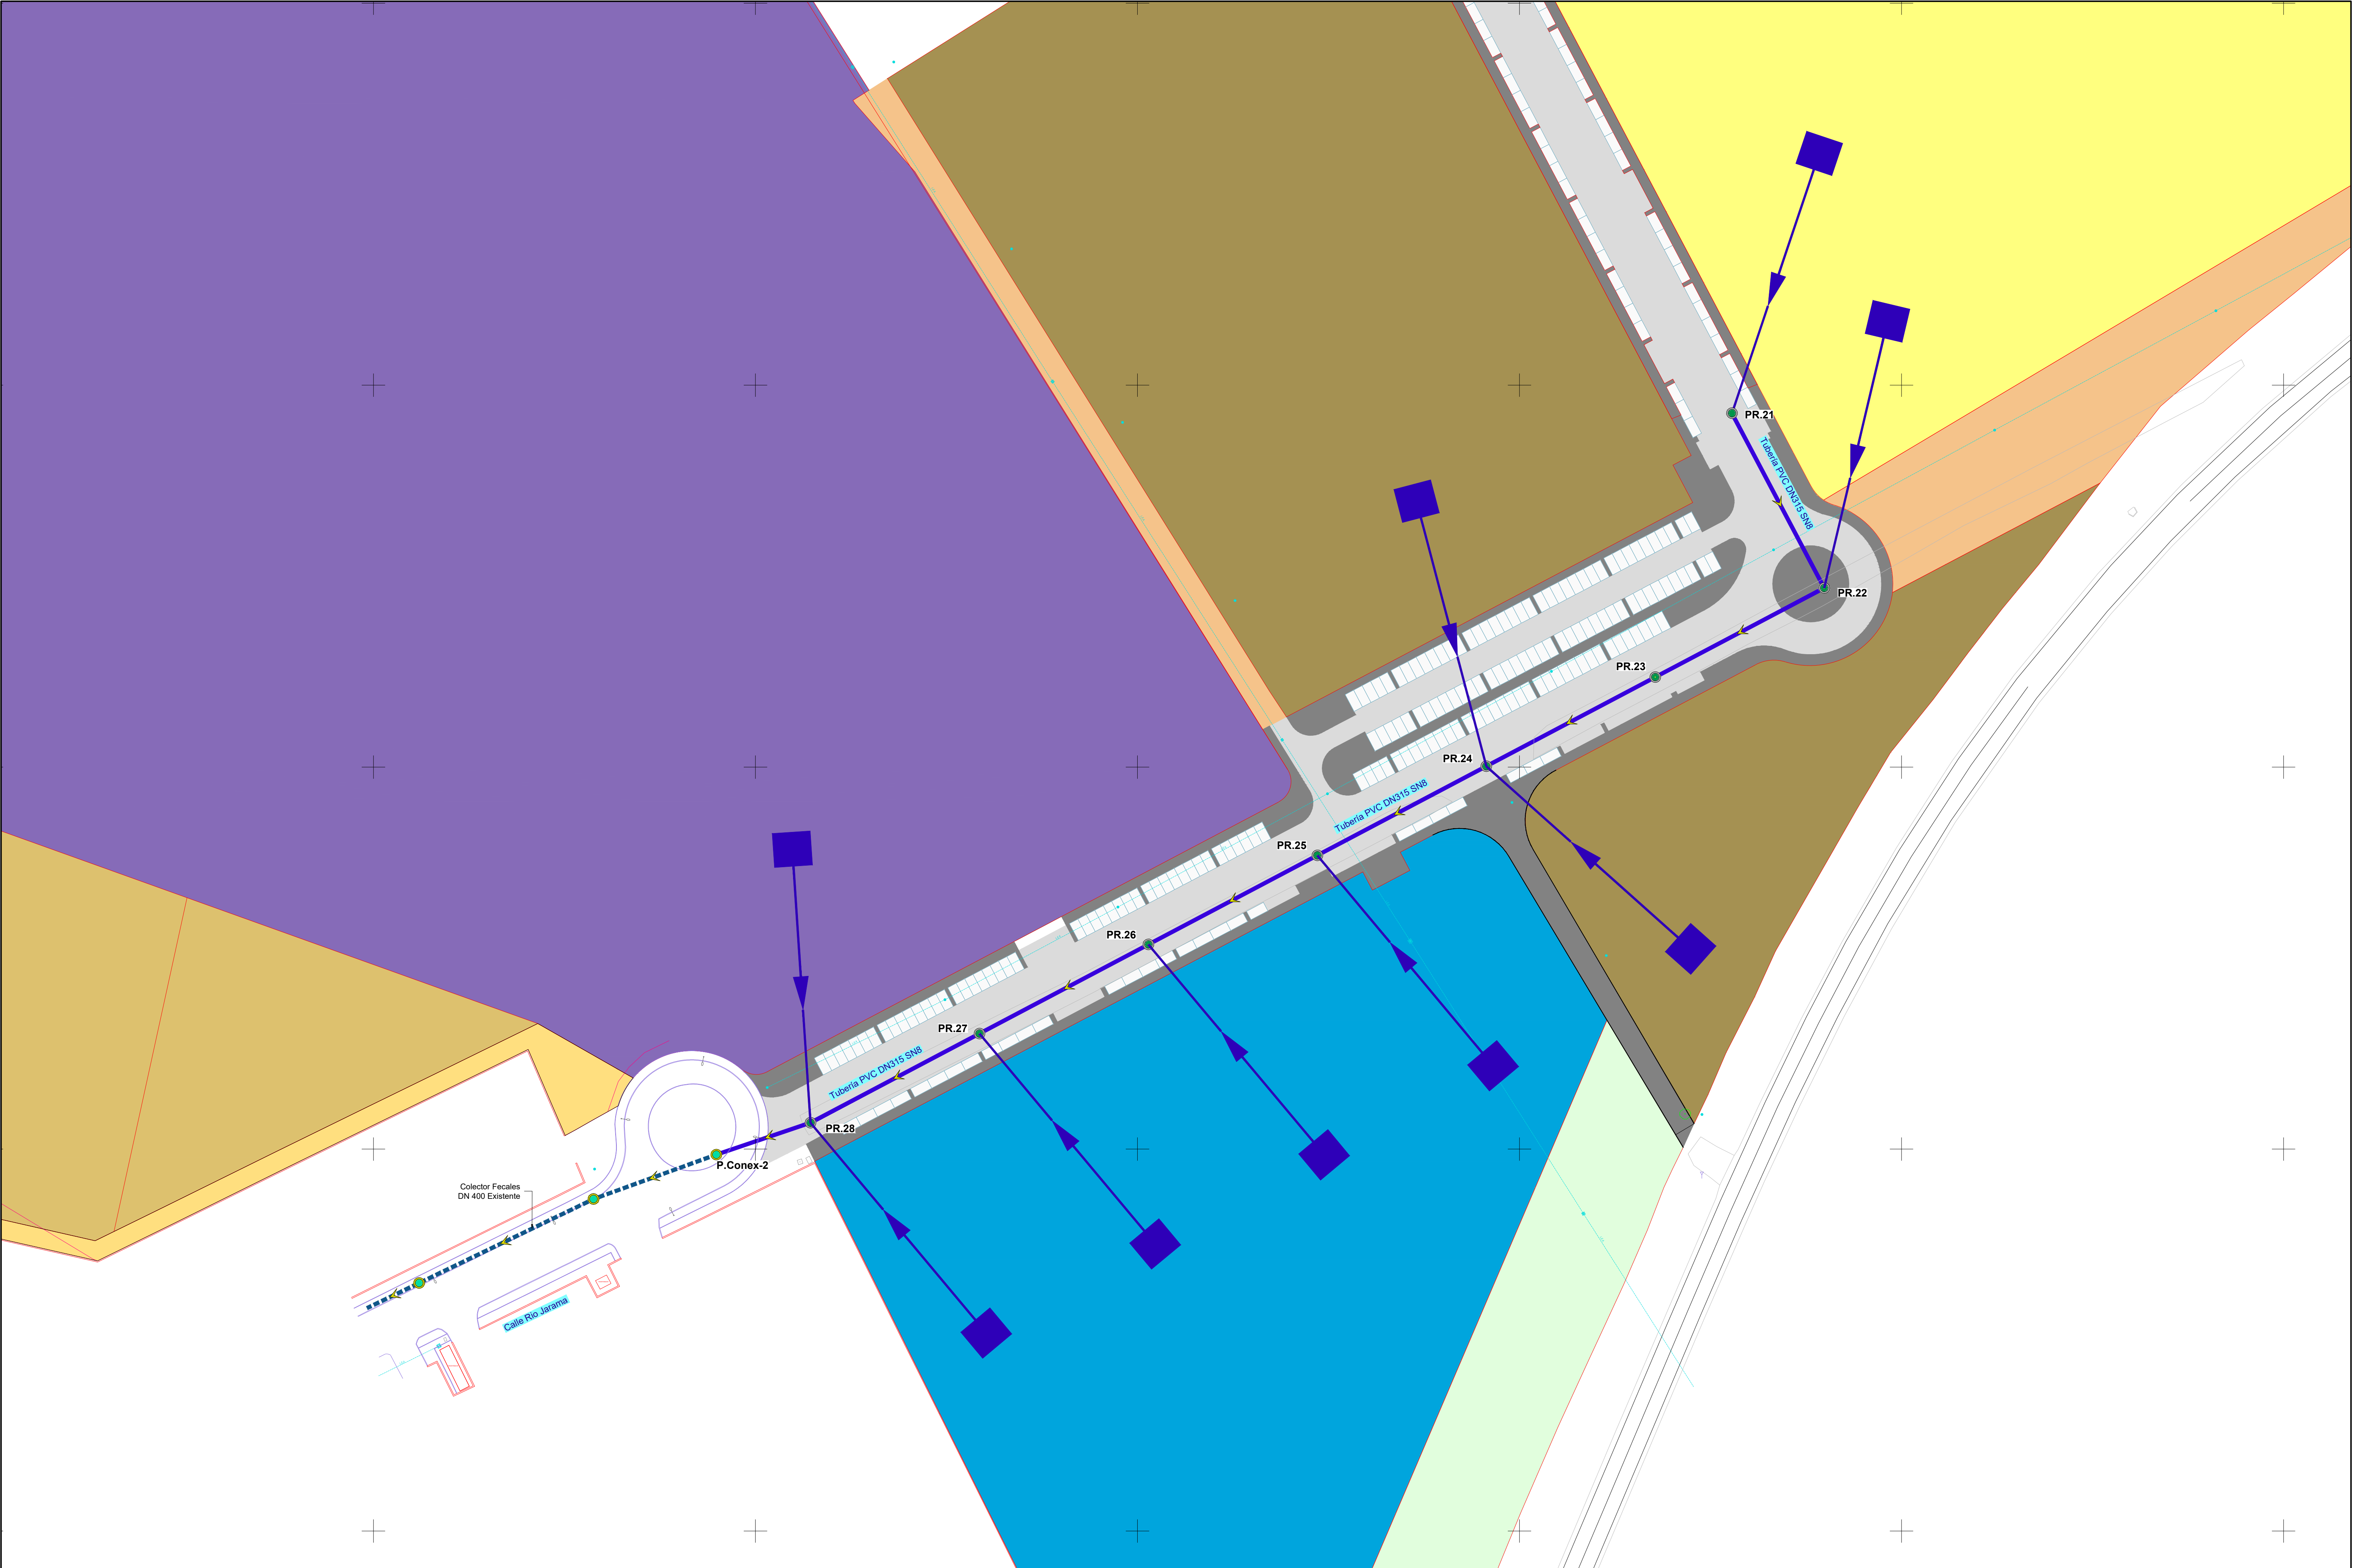 PR.21
Tubería PVC DN315 SN8
PR.22
PR.23
PR.24
Tubería PVC DN315 SN8
PR.25
PR.26
PR.27
Tubería PVC DN315 SN8
PR.28
P.Conex-2
Colector Fecales
DN 400 Existente
Calle Rio Jarama